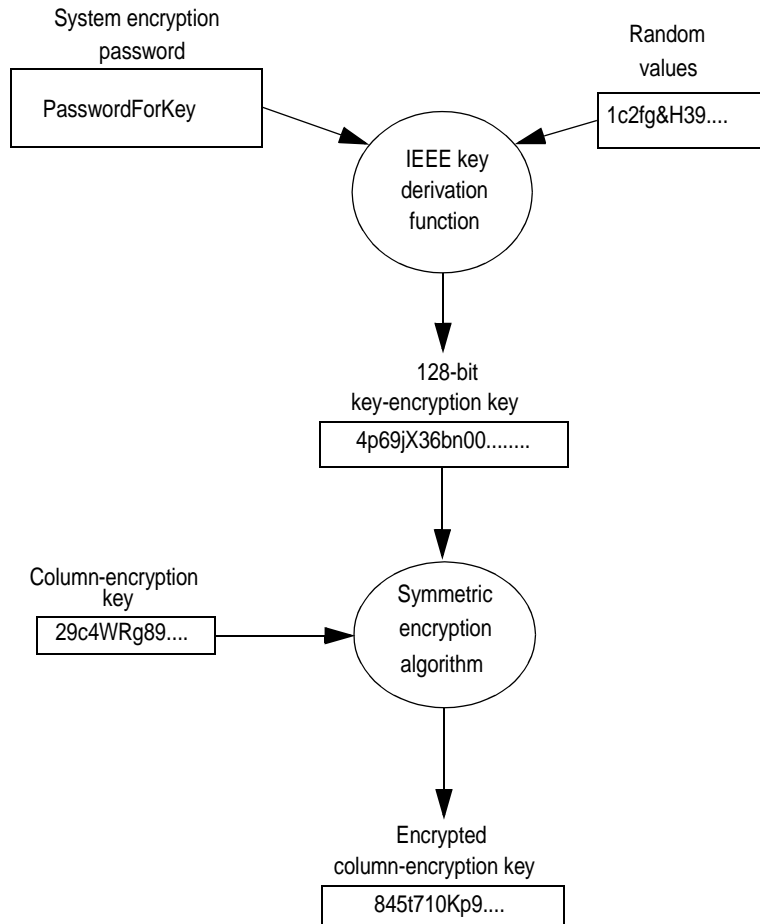 System encryption
password
PasswordForKey
Random
values
1c2fg&H39....
IEEE key
derivation
function
128-bit
key-encryption key
4p69jX36bn00........
Column-encryption
key
29c4WRg89....
Symmetric
encryption
algorithm
Encrypted
column-encryption key
845t710Kp9....